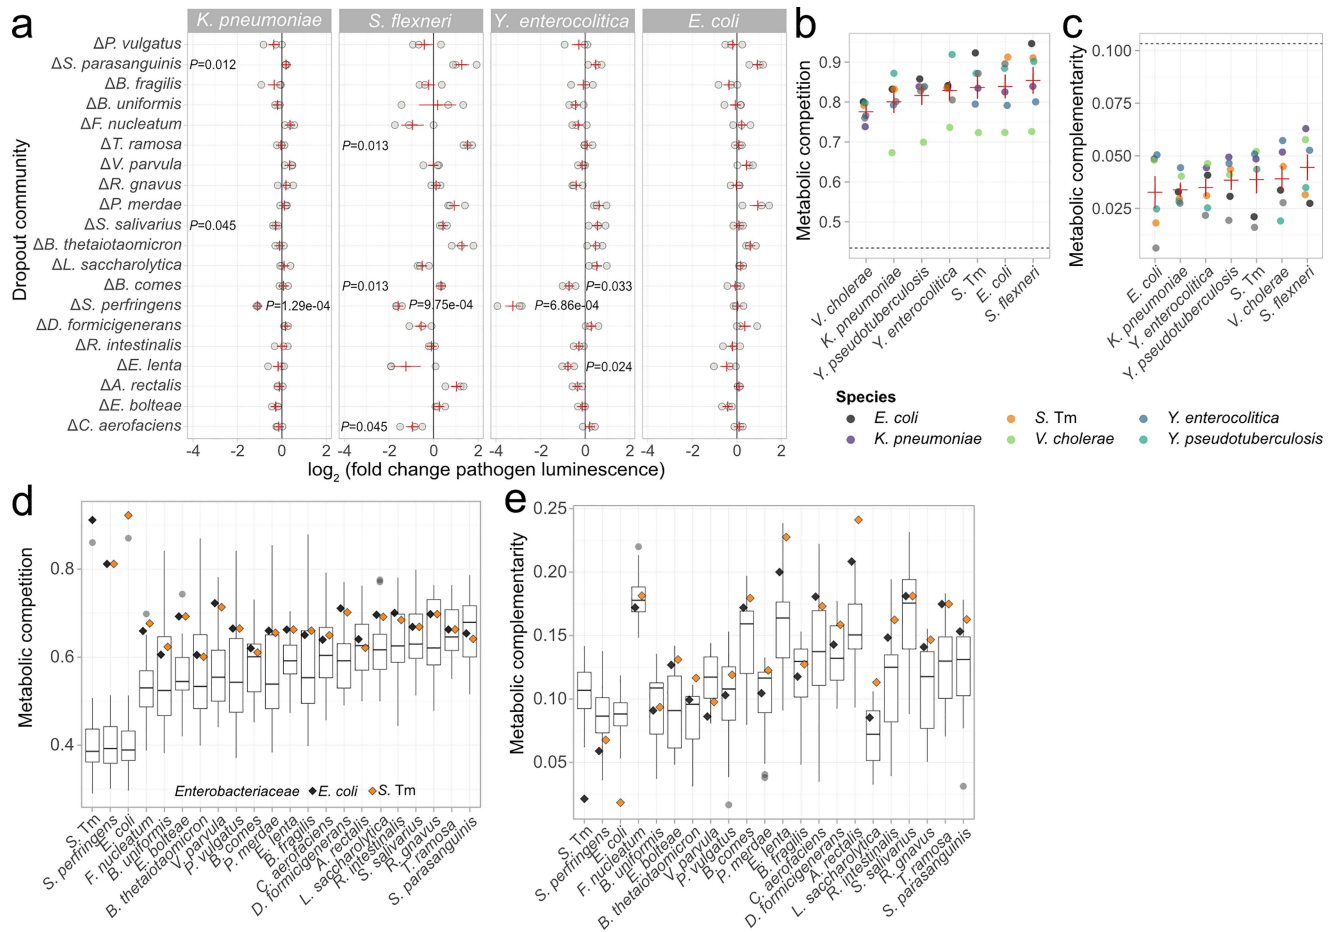 a
K. pneumoniae
S. flexneri
Y. enterocolitica
E. coli
Dropout community
ΔP. vulgatus
ΔS. parasanguinis
P=0.012
ΔB. fragilis
ΔB. uniformis
ΔF. nucleatum
ΔT. ramosa
P=0.013
ΔV. parvula
ΔR. gnavus
ΔP. merdae
ΔS. salivarius
P=0.045
ΔB. thetaiotaomicron
ΔL. saccharolytica
ΔB. comes
P=0.013
P=0.033
ΔS. perfringens
P=1.29e-04
P=9.75e-04
P=6.86e-04
ΔD. formicigenerans
ΔR. intestinalis
ΔE. lenta
P=0.024
ΔA. rectalis
ΔE. bolteae
ΔC. aerofaciens
P=0.045
-4 -2 0 2
-4 -2 0 2
-4 -2 0 2
-4 -2 0 2
log2 (fold change pathogen luminescence)
b
Metabolic competition
0.9
0.8
0.7
0.6
0.5
V. cholerae
K. pneumoniae
Y. pseudotuberculosis
Y. enterocolitica
S. Tm
E. coli
S. flexneri
c
Metabolic complementarity
0.100
0.075
0.050
0.025
E. coli
K. pneumoniae
Y. enterocolitica
Y. pseudotuberculosis
S. Tm
V. cholerae
S. flexneri
Species
E. coli
S. Tm
Y. enterocolitica
K. pneumoniae
V. cholerae
Y. pseudotuberculosis
d
Metabolic competition
0.8
0.6
0.4
Enterobacteriaceae
E. coli
S. Tm
S. Tm
S. perfringens
E. coli
F. nucleatum
B. uniformis
E. bolteae
B. thetaiotaomicron
V. parvula
P. vulgatus
B. comes
P. merdae
E. lenta
B. fragilis
C. aerofaciens
D. formicigenerans
A. rectalis
L. saccharolytica
R. intestinalis
S. salivarius
R. gnavus
T. ramosa
S. parasanguinis
e
Metabolic complementarity
0.25
0.20
0.15
0.10
0.05
S. Tm
S. perfringens
E. coli
F. nucleatum
B. uniformis
E. bolteae
B. thetaiotaomicron
V. parvula
P. vulgatus
B. comes
P. merdae
E. lenta
B. fragilis
C. aerofaciens
D. formicigenerans
A. rectalis
L. saccharolytica
R. intestinalis
S. salivarius
R. gnavus
T. ramosa
S. parasanguinis